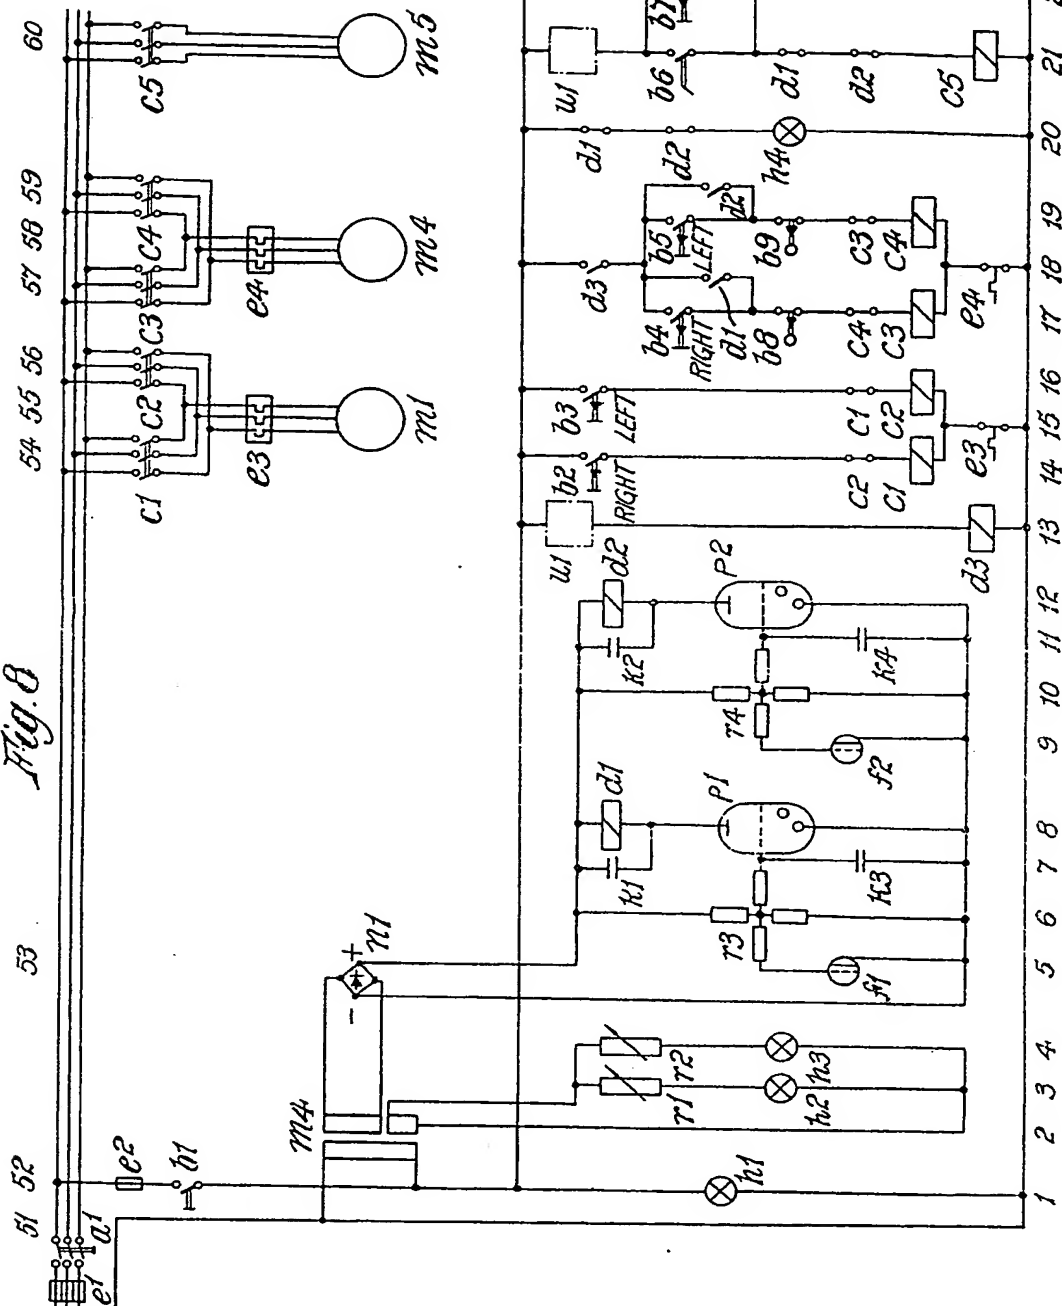 Fig. 8
51
52
53
54
55
56
57
58
59
60
e1
a1
e2
b1
m4
n1
+
-
c1
c2
c3
c4
c5
e3
e4
m1
m4
m5
h1
r1
r2
h2
h3
k1
d1
r3
f1
P1
k3
k2
d2
r4
f2
P2
k4
u1
d3
b2
RIGHT
c2
c1
b3
LEFT
c1
c2
e3
d3
b4
RIGHT
d1
b8
c4
c3
b5
LEFT
d2
b9
c3
c4
e4
d1
d2
h4
u1
b6
b7
d1
d2
c5
1
2
3
4
5
6
7
8
9
10
11
12
13
14
15
16
17
18
19
20
21